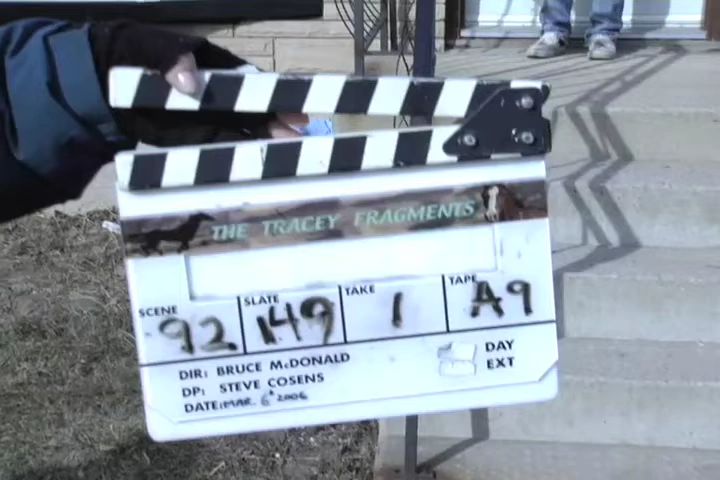 THE TRACEY FRAGMENTS
SCENE 92 SLATE 149 TAKE 1 TAPE A9
DIR: BRUCE McDONALD DAY
DP: STEVE COSENS EXT
DATE: MAR. 6 2006